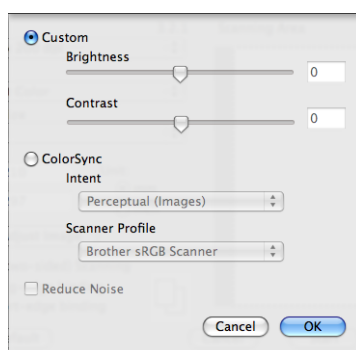 Custom
Brightness
0
Contrast
0
ColorSync
Intent
Perceptual (Images)
Scanner Profile
Brother sRGB Scanner
Reduce Noise
Cancel OK